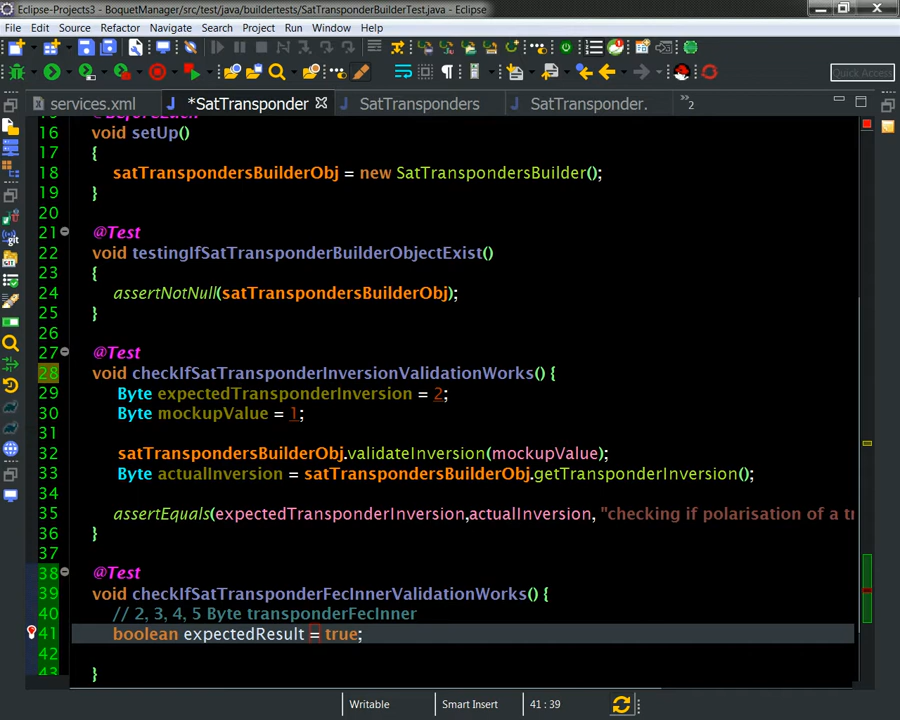 Eclipse-Projects3 - BoquetManager/src/test/java/buildertests/SatTransponderBuilderTest.java - Eclipse
File Edit Source Refactor Navigate Search Project Run Window Help
Quick Access
services.xml *SatTransponder SatTransponders SatTransponder. »2
16 void setUp()
17 {
18 satTranspondersBuilderObj = new SatTranspondersBuilder();
19 }
20
21 @Test
22 void testingIfSatTransponderBuilderObjectExist()
23 {
24 assertNotNull(satTranspondersBuilderObj);
25 }
26
27 @Test
28 void checkIfSatTransponderInversionValidationWorks() {
29 Byte expectedTransponderInversion = 2;
30 Byte mockupValue = 1;
31
32 satTranspondersBuilderObj.validateInversion(mockupValue);
33 Byte actualInversion = satTranspondersBuilderObj.getTransponderInversion();
34
35 assertEquals(expectedTransponderInversion,actualInversion, "checking if polarisation of a tr
36 }
37
38 @Test
39 void checkIfSatTransponderFecInnerValidationWorks() {
40 // 2, 3, 4, 5 Byte transponderFecInner
41 boolean expectedResult = true;
42
43 }
Writable Smart Insert 41 : 39